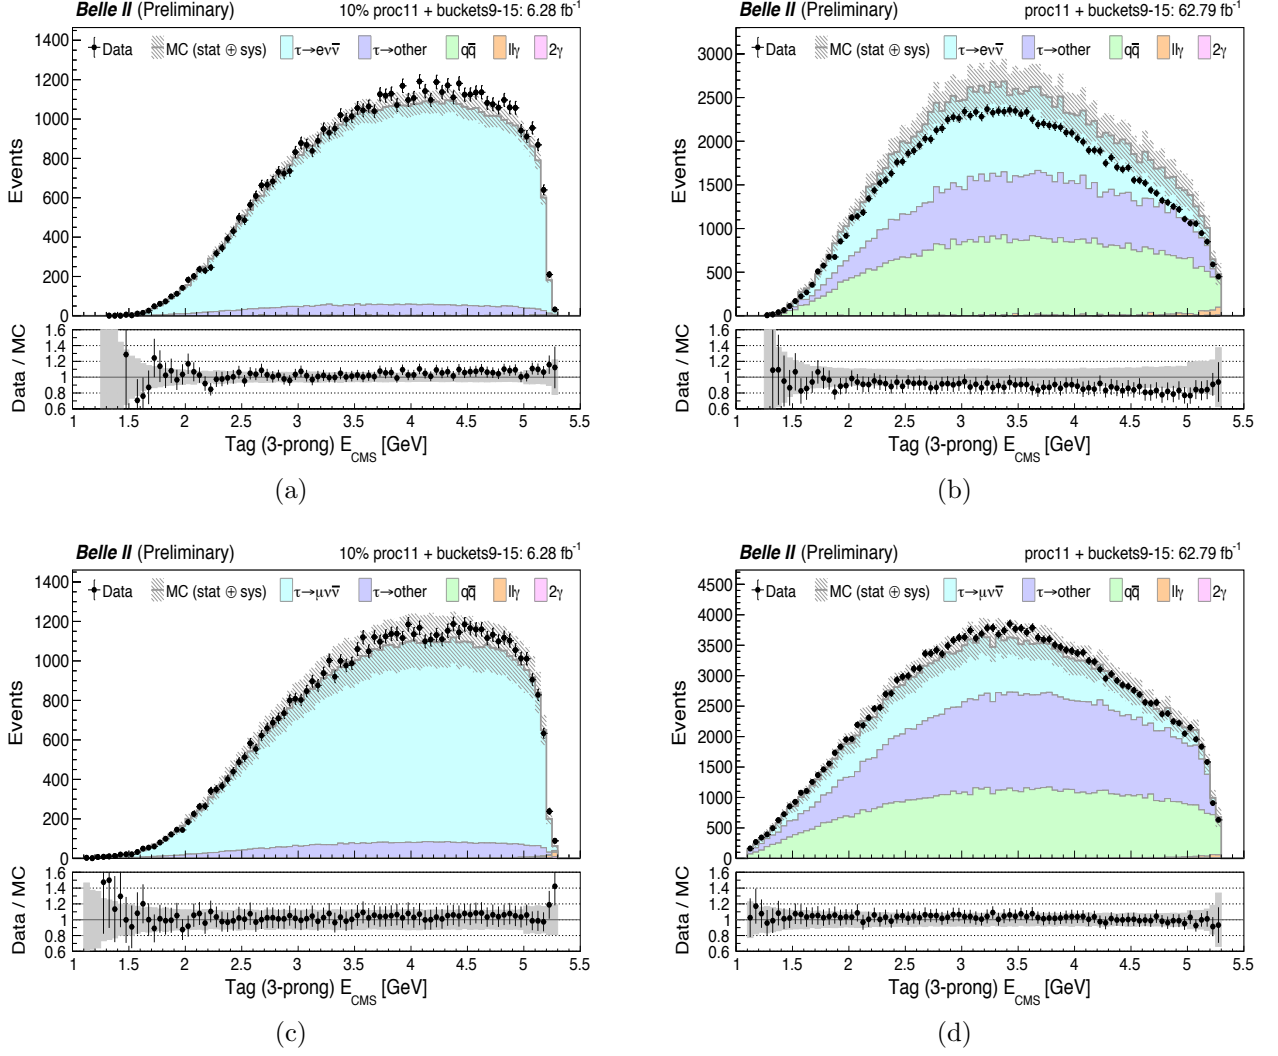 Belle II (Preliminary) 10% proc11 + buckets9-15: 6.28 fb⁻¹
Data MC (stat ⊕ sys) τ→eνν̅ τ→other qq̅ llγ 2γ
1400
1200
1000
800
600
400
200
0
Events
1.6
1.4
1.2
1
0.8
0.6
Data / MC
1 1.5 2 2.5 3 3.5 4 4.5 5 5.5
Tag (3-prong) E_CMS [GeV]
(a)
Belle II (Preliminary) proc11 + buckets9-15: 62.79 fb⁻¹
Data MC (stat ⊕ sys) τ→eνν̅ τ→other qq̅ llγ 2γ
3000
2500
2000
1500
1000
500
0
Events
1.6
1.4
1.2
1
0.8
0.6
Data / MC
1 1.5 2 2.5 3 3.5 4 4.5 5 5.5
Tag (3-prong) E_CMS [GeV]
(b)
Belle II (Preliminary) 10% proc11 + buckets9-15: 6.28 fb⁻¹
Data MC (stat ⊕ sys) τ→μνν̅ τ→other qq̅ llγ 2γ
1400
1200
1000
800
600
400
200
0
Events
1.6
1.4
1.2
1
0.8
0.6
Data / MC
1 1.5 2 2.5 3 3.5 4 4.5 5 5.5
Tag (3-prong) E_CMS [GeV]
(c)
Belle II (Preliminary) proc11 + buckets9-15: 62.79 fb⁻¹
Data MC (stat ⊕ sys) τ→μνν̅ τ→other qq̅ llγ 2γ
4500
4000
3500
3000
2500
2000
1500
1000
500
0
Events
1.6
1.4
1.2
1
0.8
0.6
Data / MC
1 1.5 2 2.5 3 3.5 4 4.5 5 5.5
Tag (3-prong) E_CMS [GeV]
(d)